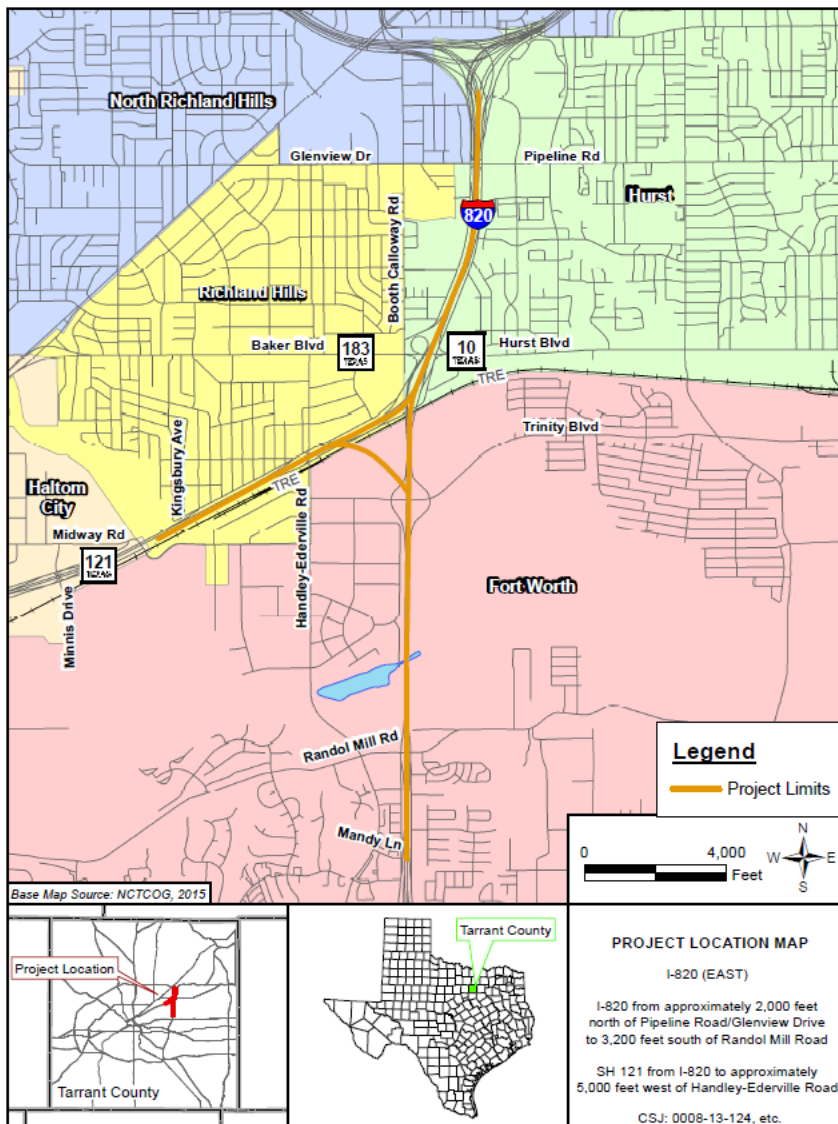 North Richland Hills
Glenview Dr
Pipeline Rd
Hurst
820
Booth Calloway Rd
Richland Hills
Baker Blvd
183
TEXAS
10
TEXAS
Hurst Blvd
TRE
Trinity Blvd
Kingsbury Ave
Haltom
City
TRE
Midway Rd
121
TEXAS
Handley-Ederville Rd
Fort Worth
Minnis Drive
Randol Mill Rd
Mandy Ln
Legend
Project Limits
0 4,000
Feet
N
W E
S
Base Map Source: NCTCOG, 2015
Project Location
Tarrant County
Tarrant County
PROJECT LOCATION MAP
I-820 (EAST)
I-820 from approximately 2,000 feet
north of Pipeline Road/Glenview Drive
to 3,200 feet south of Randol Mill Road
SH 121 from I-820 to approximately
5,000 feet west of Handley-Ederville Road
CSJ: 0008-13-124, etc.